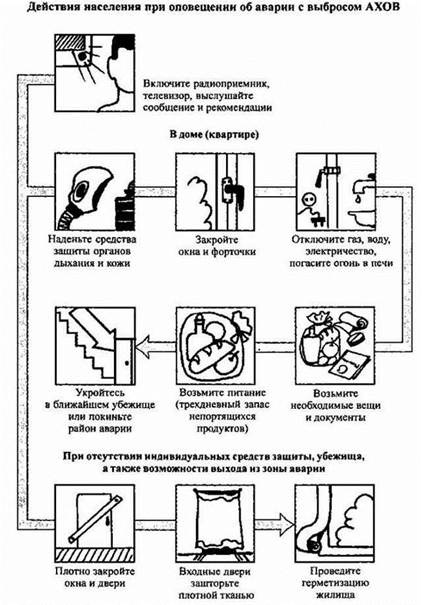 Действия населения при оповещении об аварии с выбросом АХОВ
Включите радиоприемник,
телевизор, выслушайте
сообщение и рекомендации
В доме (квартире)
Наденьте средства
защиты органов
дыхания и кожи
Закройте
окна и форточки
Отключите газ, воду,
электричество,
погасите огонь в печи
Укройтесь
в ближайшем убежище
или покиньте
район аварии
Возьмите питание
(трехдневный запас
непортящихся
продуктов)
Возьмите
необходимые вещи
и документы
При отсутствии индивидуальных средств защиты, убежища,
а также возможности выхода из зоны аварии
Плотно закройте
окна и двери
Входные двери
зашторьте
плотной тканью
Проведите
герметизацию
жилища